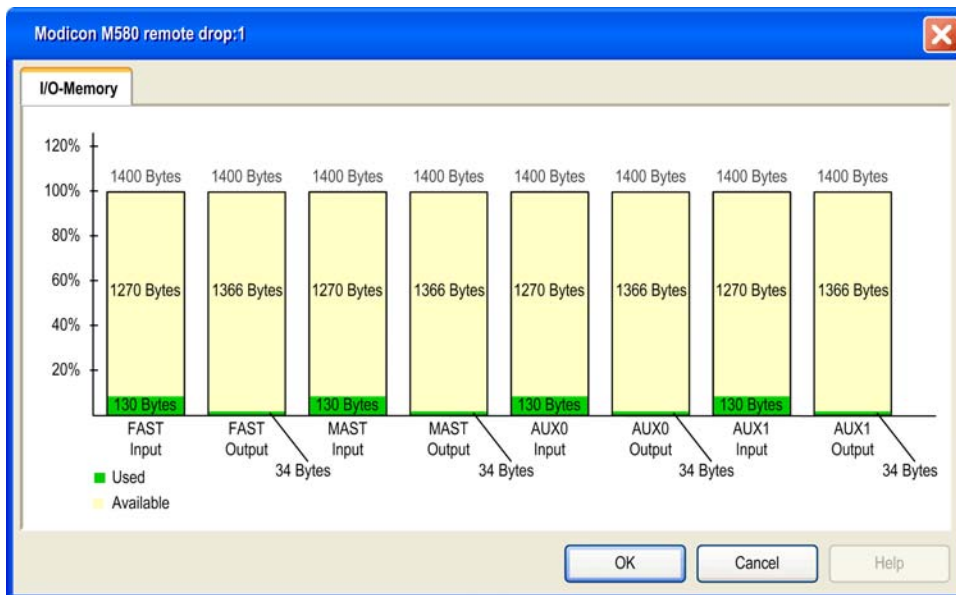 Modicon M580 remote drop:1
I/O-Memory
120%
1400 Bytes 1400 Bytes 1400 Bytes 1400 Bytes 1400 Bytes 1400 Bytes 1400 Bytes 1400 Bytes
100%
80%
60%
1270 Bytes 1366 Bytes 1270 Bytes 1366 Bytes 1270 Bytes 1366 Bytes 1270 Bytes 1366 Bytes
40%
20%
130 Bytes 130 Bytes 130 Bytes 130 Bytes
FAST FAST MAST MAST AUX0 AUX0 AUX1 AUX1
Input Output Input Output Input Output Input Output
34 Bytes 34 Bytes 34 Bytes 34 Bytes
Used
Available
OK Cancel Help